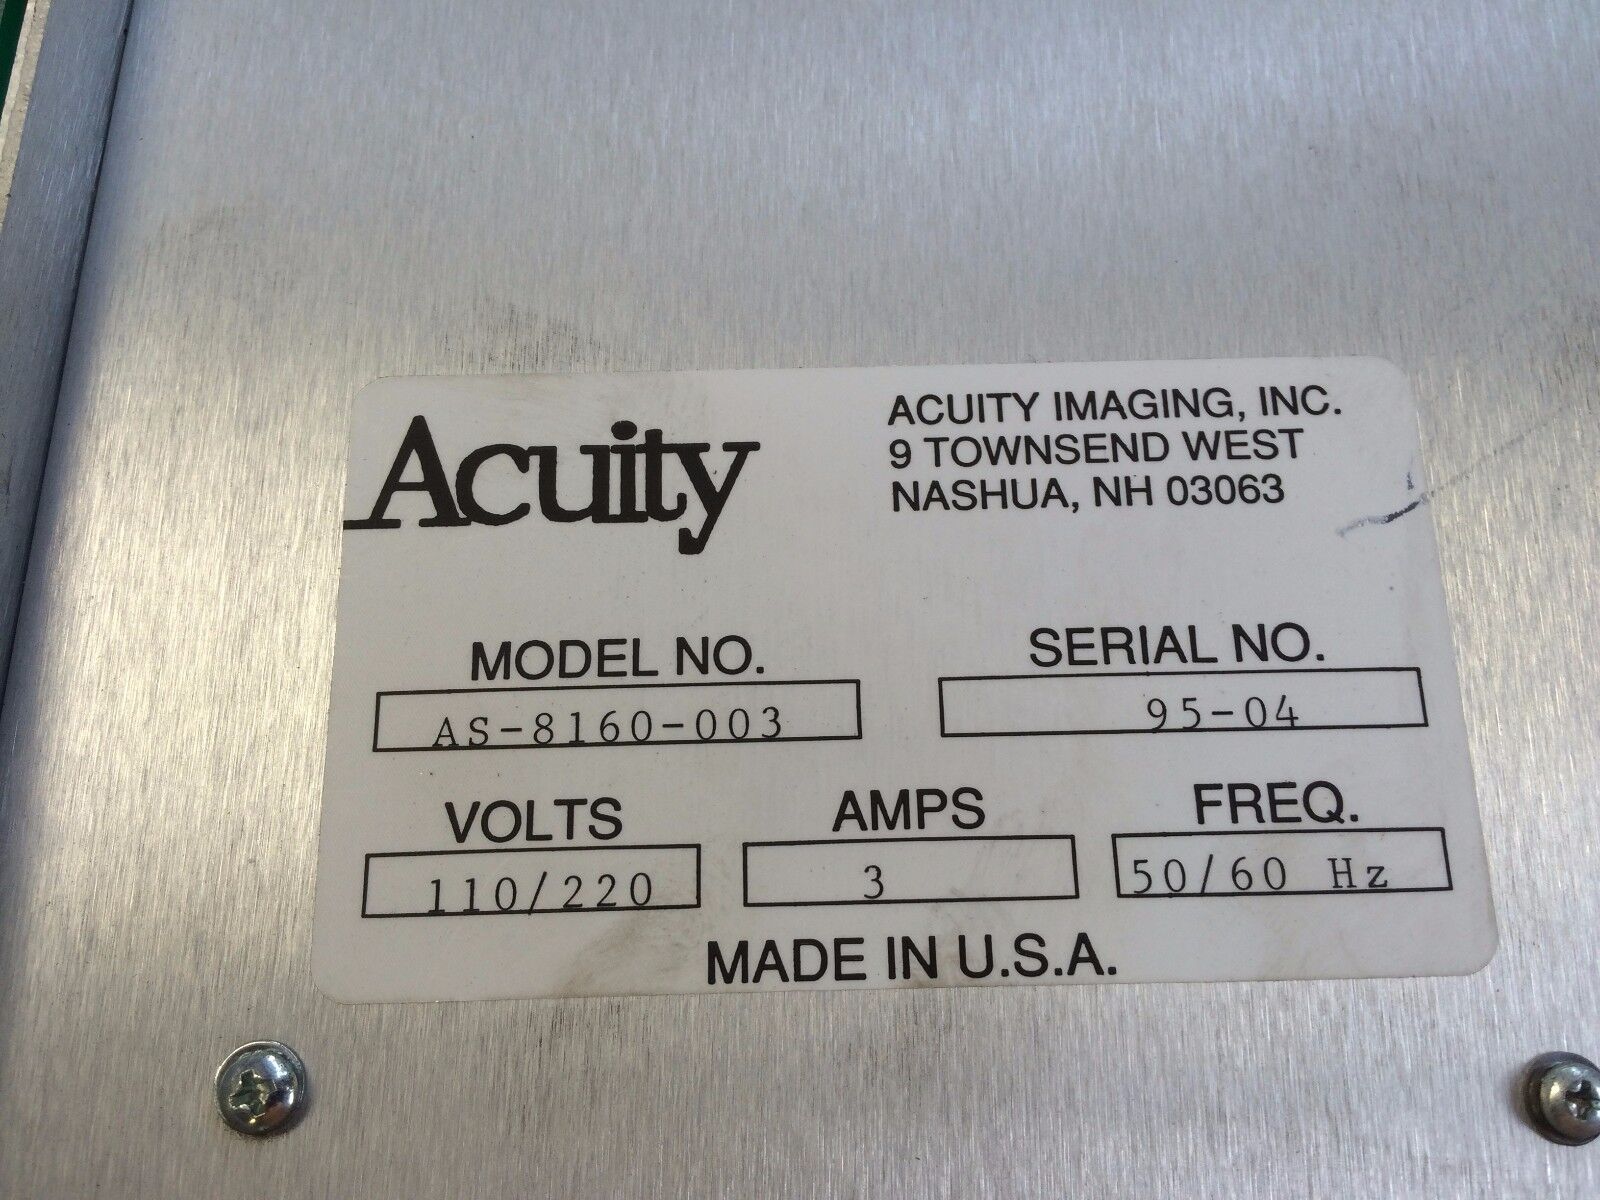 Acuity
ACUITY IMAGING, INC.
9 TOWNSEND WEST
NASHUA, NH 03063
MODEL NO.
AS-8160-003
SERIAL NO.
95-04
VOLTS
110/220
AMPS
3
FREQ.
50/60 Hz
MADE IN U.S.A.